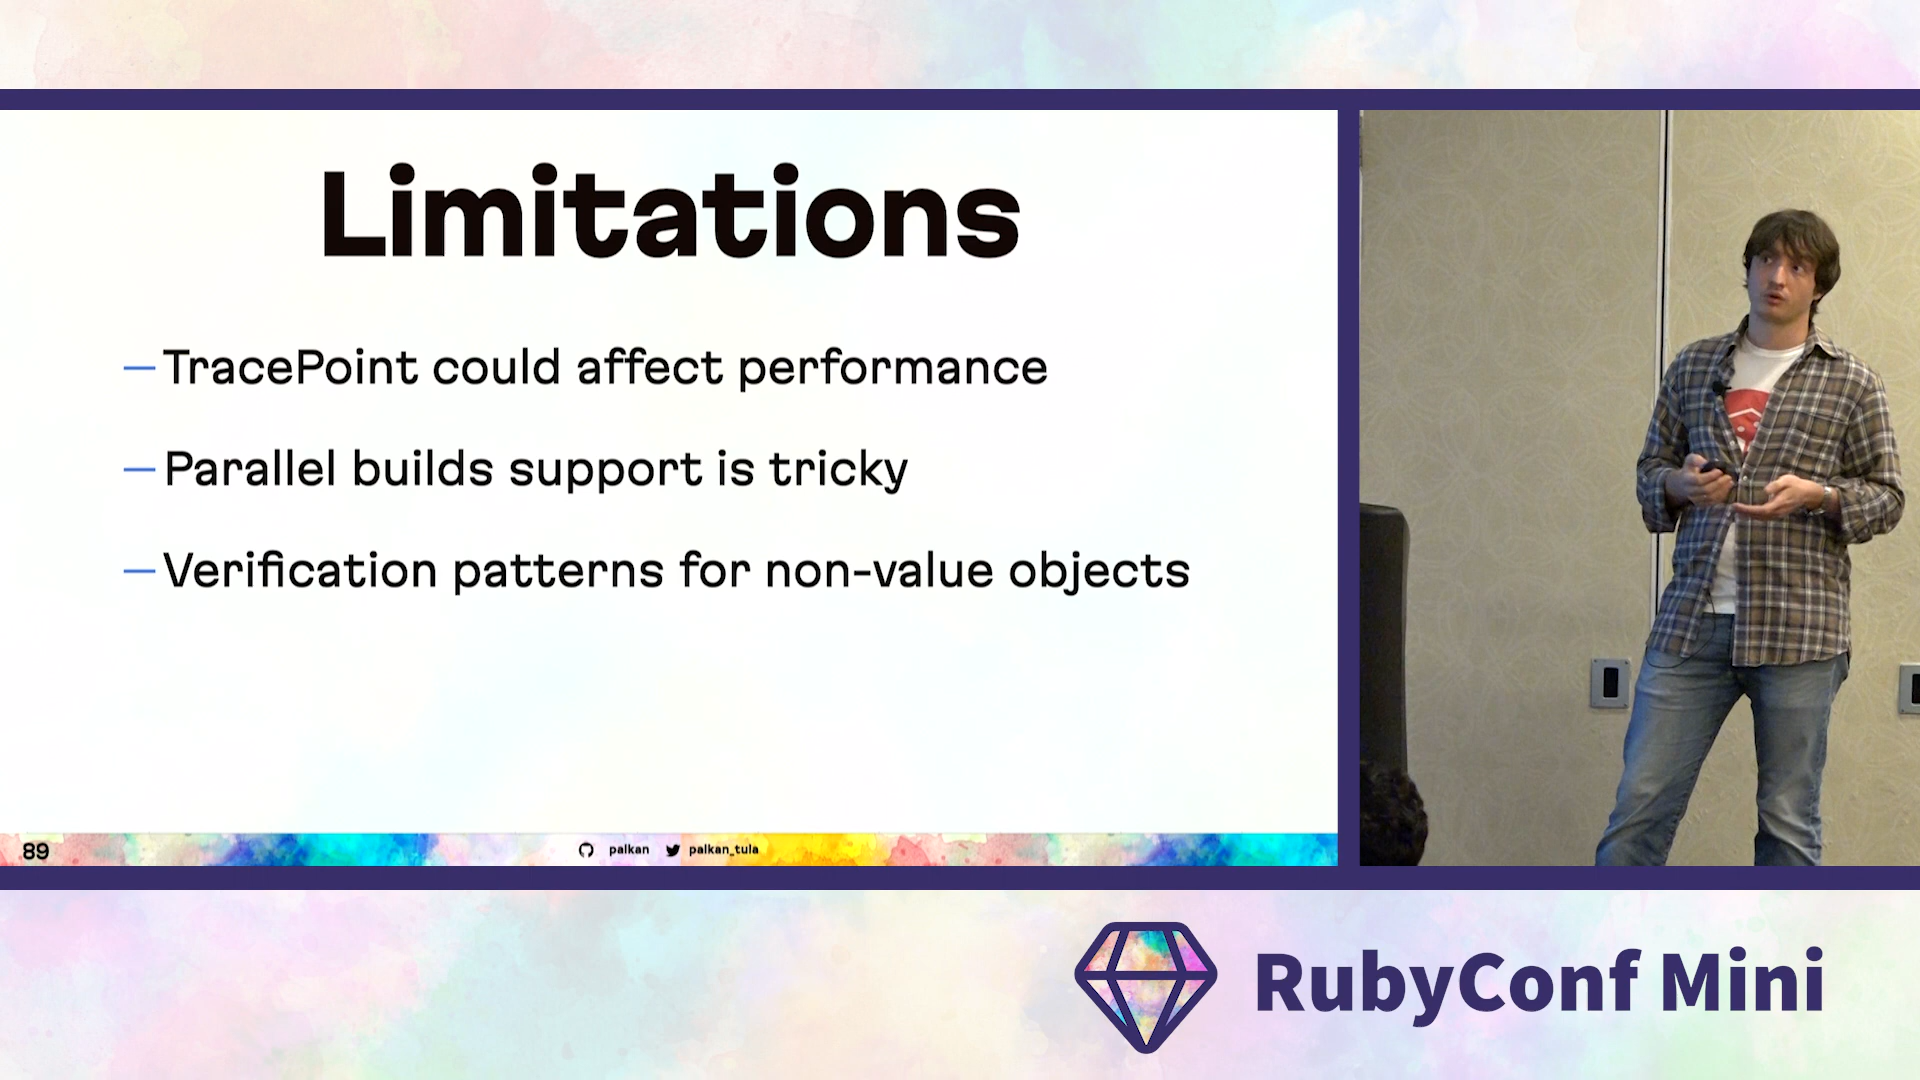 Limitations
— TracePoint could affect performance
— Parallel builds support is tricky
— Verification patterns for non-value objects
89
palkan palkan_tula
RubyConf Mini